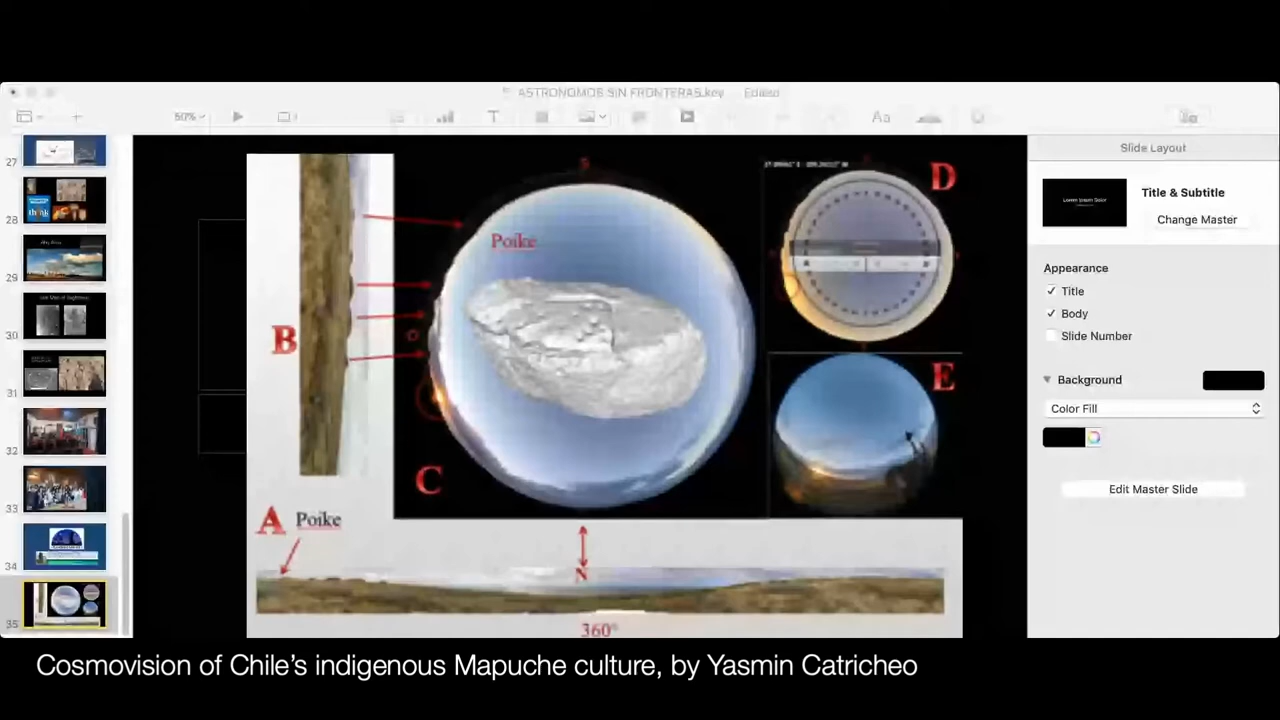 ASTRONOMOS SIN FRONTERAS.key — Edited
50%
T
Aa
27
28
29
30
31
32
33
34
35
S
Poike
B
C
D
E
A Poike
N
360°
Slide Layout
Title & Subtitle
Change Master
Appearance
Title
Body
Slide Number
Background
Color Fill
Edit Master Slide
Cosmovision of Chile's indigenous Mapuche culture, by Yasmin Catricheo